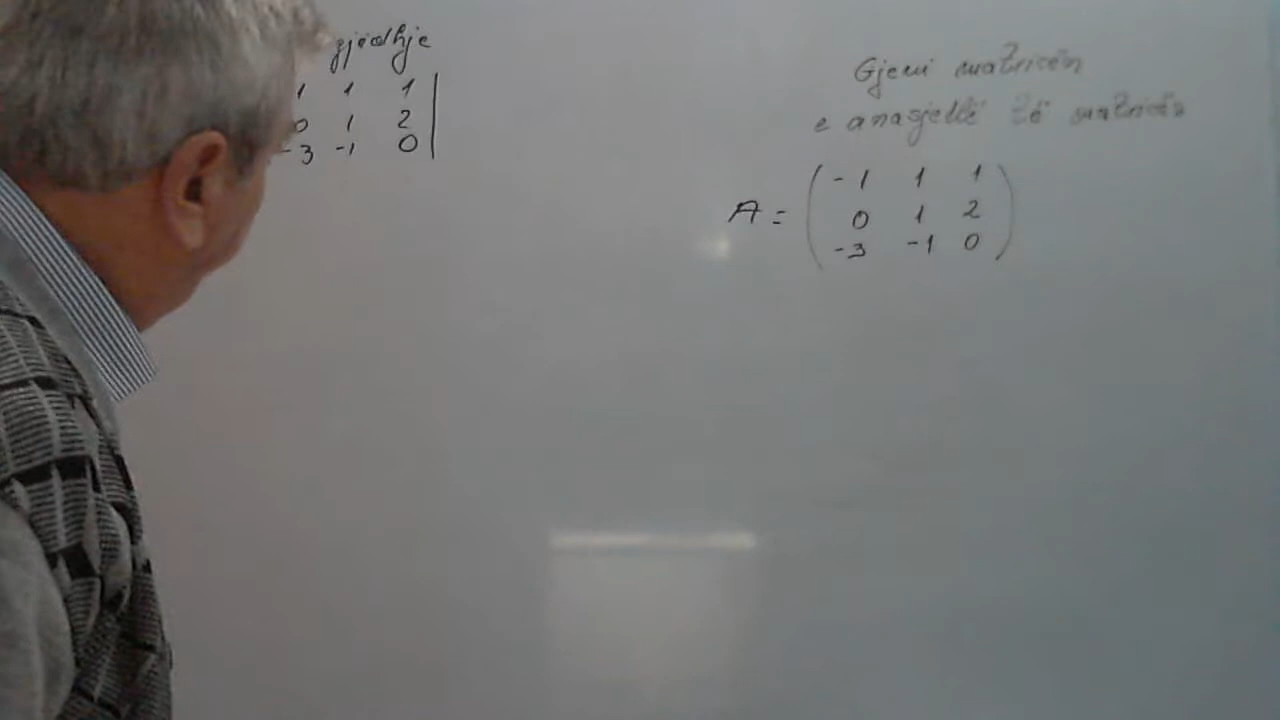 gjedhje
1 1 1
0 1 2
-3 -1 0
Gjeni matricën
e anasjelltë të matricës
A = ( -1 1 1
0 1 2
-3 -1 0 )